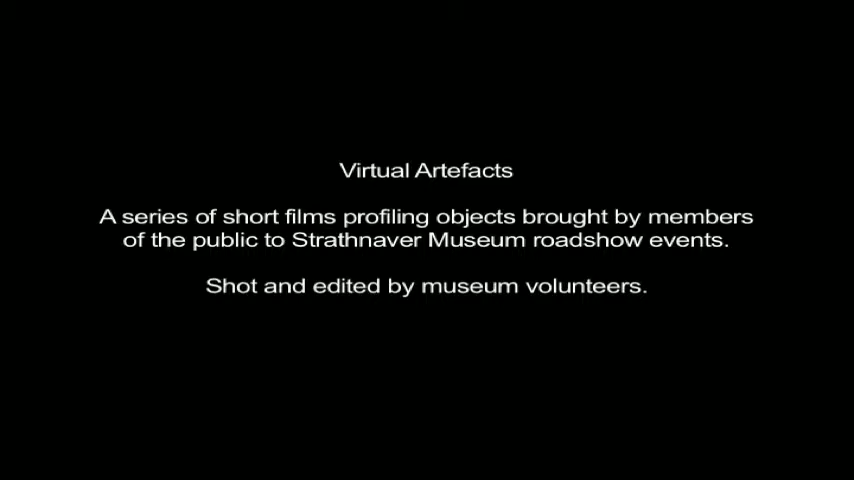 Virtual Artefacts
A series of short films profiling objects brought by members
of the public to Strathnaver Museum roadshow events.
Shot and edited by museum volunteers.